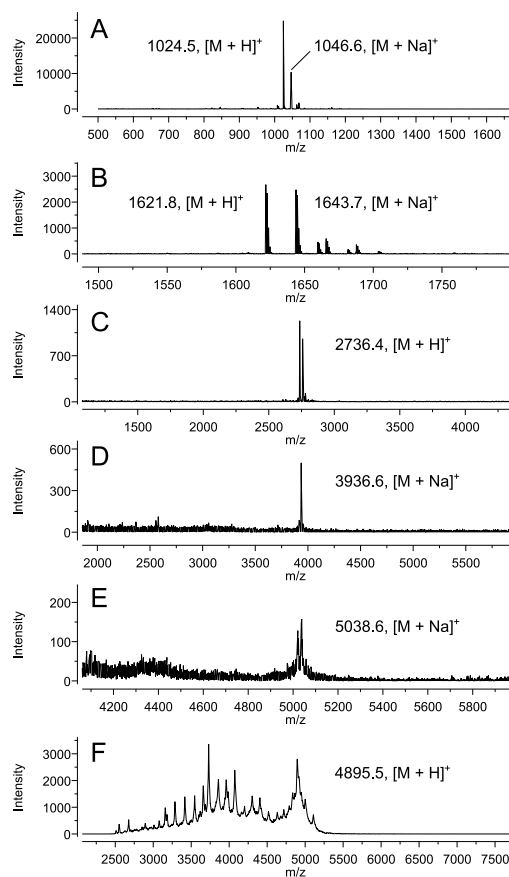 A
1024.5, [M + H]+ 1046.6, [M + Na]+
Intensity
20000
10000
0
500 600 700 800 900 1000 1100 1200 1300 1400 1500 1600
m/z
B
1621.8, [M + H]+ 1643.7, [M + Na]+
Intensity
3000
2000
1000
0
1500 1550 1600 1650 1700 1750
m/z
C
2736.4, [M + H]+
Intensity
1400
700
0
1500 2000 2500 3000 3500 4000
m/z
D
3936.6, [M + Na]+
Intensity
600
300
0
2000 2500 3000 3500 4000 4500 5000 5500
m/z
E
5038.6, [M + Na]+
Intensity
200
100
0
4200 4400 4600 4800 5000 5200 5400 5600 5800
m/z
F
4895.5, [M + H]+
Intensity
3000
2000
1000
0
2500 3000 3500 4000 4500 5000 5500 6000 6500 7000 7500
m/z